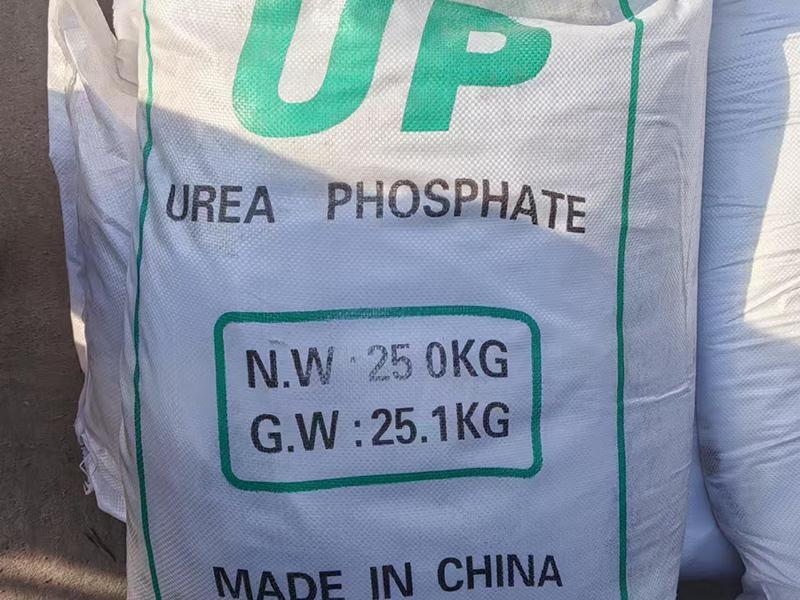 UP
UREA PHOSPHATE
N.W : 25.0KG
G.W : 25.1KG
MADE IN CHINA